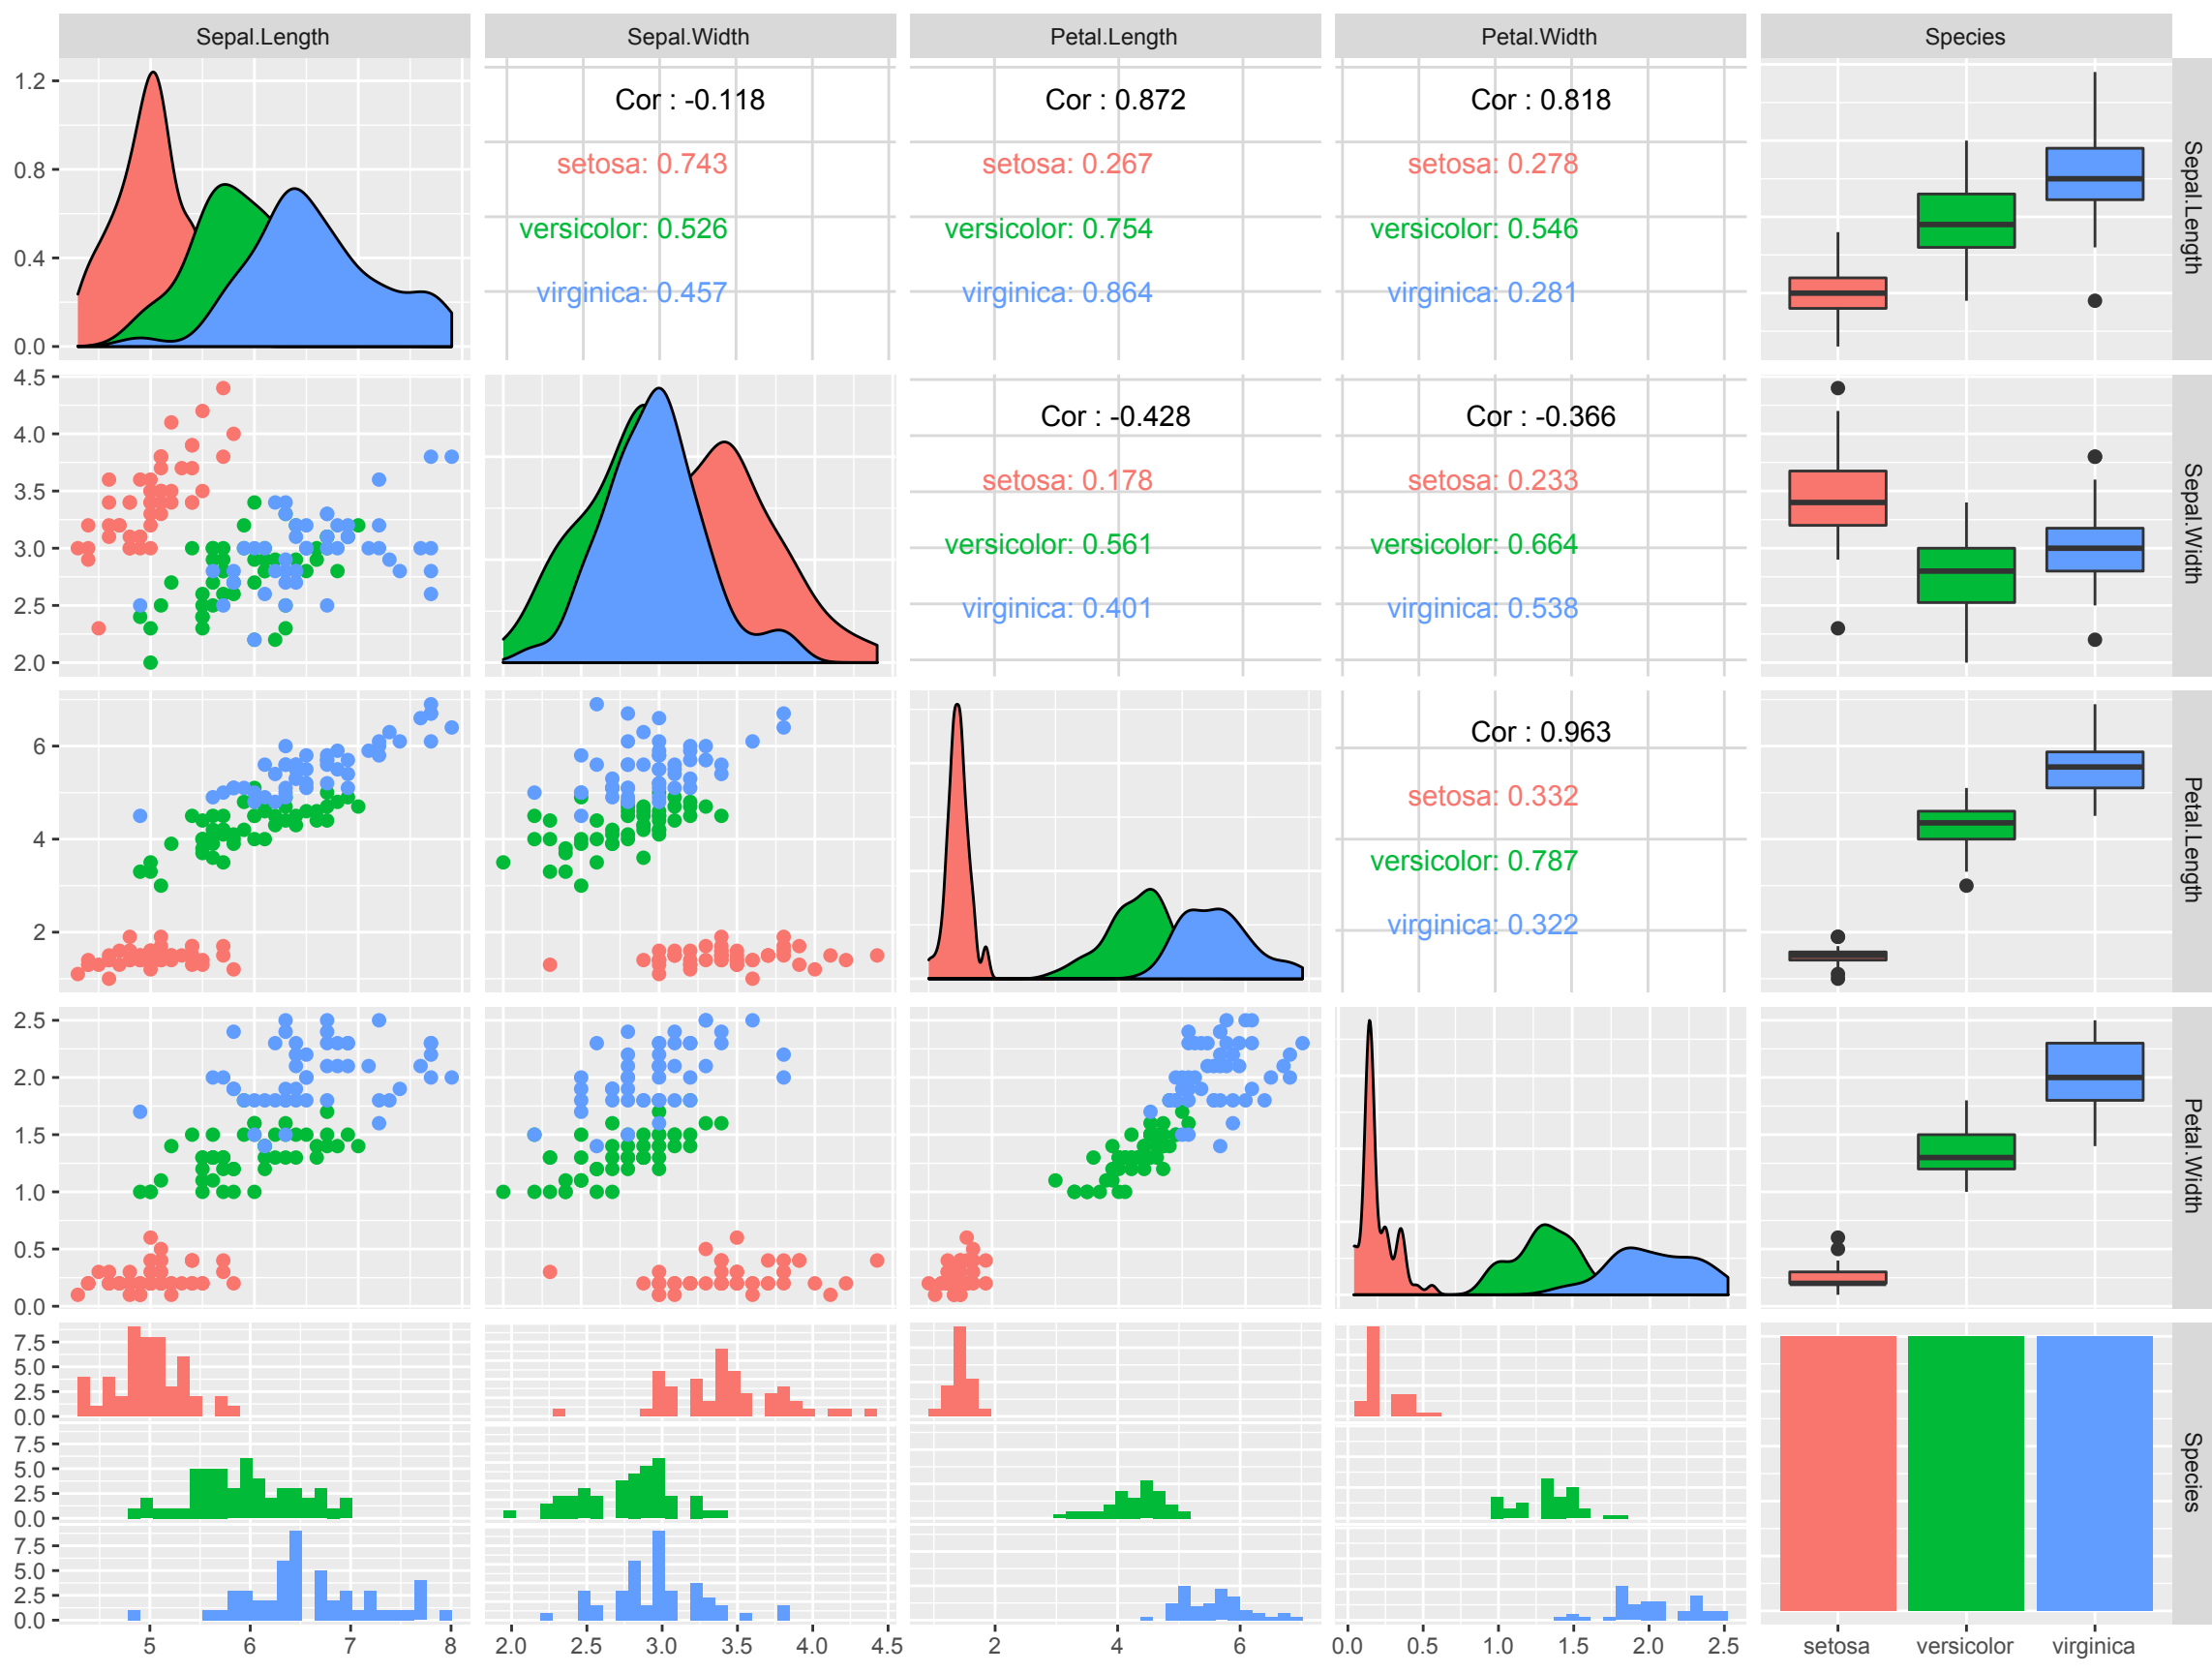 Sepal.Length Sepal.Width Petal.Length Petal.Width Species
1.2
0.8
0.4
0.0
Cor : -0.118
setosa: 0.743
versicolor: 0.526
virginica: 0.457
Cor : 0.872
setosa: 0.267
versicolor: 0.754
virginica: 0.864
Cor : 0.818
setosa: 0.278
versicolor: 0.546
virginica: 0.281
Sepal.Length
4.5
4.0
3.5
3.0
2.5
2.0
Cor : -0.428
setosa: 0.178
versicolor: 0.561
virginica: 0.401
Cor : -0.366
setosa: 0.233
versicolor: 0.664
virginica: 0.538
Sepal.Width
6
4
2
Cor : 0.963
setosa: 0.332
versicolor: 0.787
virginica: 0.322
Petal.Length
2.5
2.0
1.5
1.0
0.5
0.0
Petal.Width
7.5
5.0
2.5
0.0
7.5
5.0
2.5
0.0
7.5
5.0
2.5
0.0
Species
5 6 7 8 2.0 2.5 3.0 3.5 4.0 4.5 2 4 6 0.0 0.5 1.0 1.5 2.0 2.5 setosa versicolor virginica